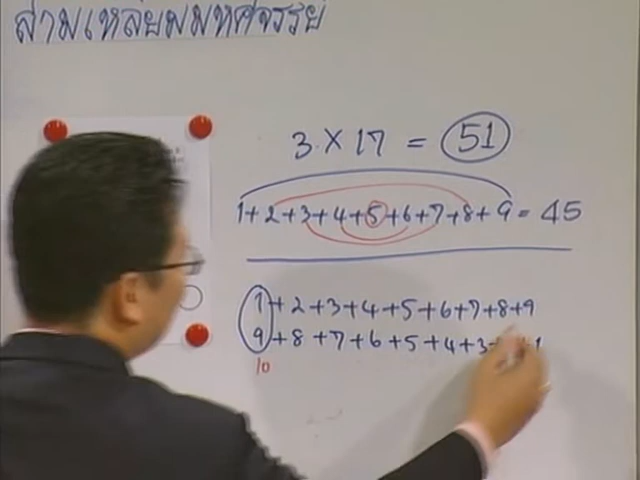 สามเหลี่ยมมหัศจรรย์
3 × 17 = 51
1+2+3+4+5+6+7+8+9 = 45
1+2+3+4+5+6+7+8+9
9+8+7+6+5+4+3+ 1
10